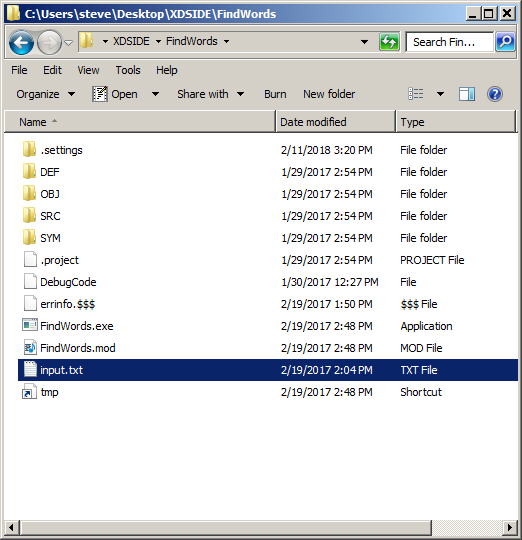 C:\Users\steve\Desktop\XDSIDE\FindWords
XDSIDE FindWords Search Fin...
File Edit View Tools Help
Organize Open Share with Burn New folder
Name Date modified Type
.settings 2/11/2018 3:20 PM File folder
DEF 1/29/2017 2:54 PM File folder
OBJ 1/29/2017 2:54 PM File folder
SRC 1/29/2017 2:54 PM File folder
SYM 1/29/2017 2:54 PM File folder
.project 1/29/2017 2:54 PM PROJECT File
DebugCode 1/30/2017 12:27 PM File
errinfo.$$$ 2/19/2017 1:50 PM $$$ File
FindWords.exe 2/19/2017 2:48 PM Application
FindWords.mod 2/19/2017 2:48 PM MOD File
input.txt 2/19/2017 2:04 PM TXT File
tmp 2/19/2017 2:48 PM Shortcut